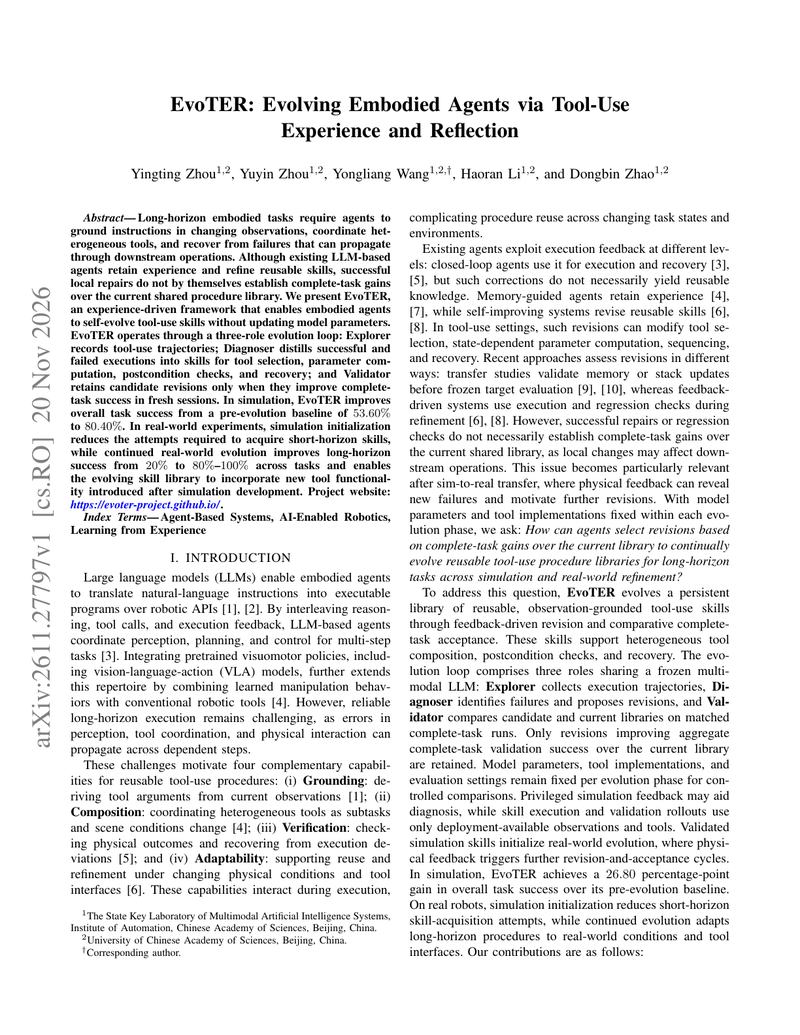 EvoTER: Evolving Embodied Agents via Tool-Use
Experience and Reflection
Yingting Zhou1,2, Yuyin Zhou1,2, Yongliang Wang1,2,†, Haoran Li1,2, and Dongbin Zhao1,2
arXiv:2611.27797v1 [cs.RO] 20 Nov 2026
Abstract— Long-horizon embodied tasks require agents to
ground instructions in changing observations, coordinate het-
erogeneous tools, and recover from failures that can propagate
through downstream operations. Although existing LLM-based
agents retain experience and refine reusable skills, successful
local repairs do not by themselves establish complete-task gains
over the current shared procedure library. We present EvoTER,
an experience-driven framework that enables embodied agents
to self-evolve tool-use skills without updating model parameters.
EvoTER operates through a three-role evolution loop: Explorer
records tool-use trajectories; Diagnoser distills successful and
failed executions into skills for tool selection, parameter com-
putation, postcondition checks, and recovery; and Validator
retains candidate revisions only when they improve complete-
task success in fresh sessions. In simulation, EvoTER improves
overall task success from a pre-evolution baseline of 53.60%
to 80.40%. In real-world experiments, simulation initialization
reduces the attempts required to acquire short-horizon skills,
while continued real-world evolution improves long-horizon
success from 20% to 80%–100% across tasks and enables
the evolving skill library to incorporate new tool functional-
ity introduced after simulation development. Project website:
https://evoter-project.github.io/.
Index Terms— Agent-Based Systems, AI-Enabled Robotics,
Learning from Experience
I. INTRODUCTION
Large language models (LLMs) enable embodied agents
to translate natural-language instructions into executable
programs over robotic APIs [1], [2]. By interleaving reason-
ing, tool calls, and execution feedback, LLM-based agents
coordinate perception, planning, and control for multi-step
tasks [3]. Integrating pretrained visuomotor policies, includ-
ing vision-language-action (VLA) models, further extends
this repertoire by combining learned manipulation behav-
iors with conventional robotic tools [4]. However, reliable
long-horizon execution remains challenging, as errors in
perception, tool coordination, and physical interaction can
propagate across dependent steps.
These challenges motivate four complementary capabil-
ities for reusable tool-use procedures: (i) Grounding: de-
riving tool arguments from current observations [1]; (ii)
Composition: coordinating heterogeneous tools as subtasks
and scene conditions change [4]; (iii) Verification: check-
ing physical outcomes and recovering from execution de-
viations [5]; and (iv) Adaptability: supporting reuse and
refinement under changing physical conditions and tool
interfaces [6]. These capabilities interact during execution,
1The State Key Laboratory of Multimodal Artificial Intelligence Systems,
Institute of Automation, Chinese Academy of Sciences, Beijing, China.
2University of Chinese Academy of Sciences, Beijing, China.
†Corresponding author.
complicating procedure reuse across changing task states and
environments.
Existing agents exploit execution feedback at different lev-
els: closed-loop agents use it for execution and recovery [3],
[5], but such corrections do not necessarily yield reusable
knowledge. Memory-guided agents retain experience [4],
[7], while self-improving systems revise reusable skills [6],
[8]. In tool-use settings, such revisions can modify tool se-
lection, state-dependent parameter computation, sequencing,
and recovery. Recent approaches assess revisions in different
ways: transfer studies validate memory or stack updates
before frozen target evaluation [9], [10], whereas feedback-
driven systems use execution and regression checks during
refinement [6], [8]. However, successful repairs or regression
checks do not necessarily establish complete-task gains over
the current shared library, as local changes may affect down-
stream operations. This issue becomes particularly relevant
after sim-to-real transfer, where physical feedback can reveal
new failures and motivate further revisions. With model
parameters and tool implementations fixed within each evo-
lution phase, we ask: How can agents select revisions based
on complete-task gains over the current library to continually
evolve reusable tool-use procedure libraries for long-horizon
tasks across simulation and real-world refinement?
To address this question, EvoTER evolves a persistent
library of reusable, observation-grounded tool-use skills
through feedback-driven revision and comparative complete-
task acceptance. These skills support heterogeneous tool
composition, postcondition checks, and recovery. The evo-
lution loop comprises three roles sharing a frozen multi-
modal LLM: Explorer collects execution trajectories, Di-
agnoser identifies failures and proposes revisions, and Val-
idator compares candidate and current libraries on matched
complete-task runs. Only revisions improving aggregate
complete-task validation success over the current library
are retained. Model parameters, tool implementations, and
evaluation settings remain fixed per evolution phase for con-
trolled comparisons. Privileged simulation feedback may aid
diagnosis, while skill execution and validation rollouts use
only deployment-available observations and tools. Validated
simulation skills initialize real-world evolution, where physi-
cal feedback triggers further revision-and-acceptance cycles.
In simulation, EvoTER achieves a 26.80 percentage-point
gain in overall task success over its pre-evolution baseline.
On real robots, simulation initialization reduces short-horizon
skill-acquisition attempts, while continued evolution adapts
long-horizon procedures to real-world conditions and tool
interfaces. Our contributions are as follows: